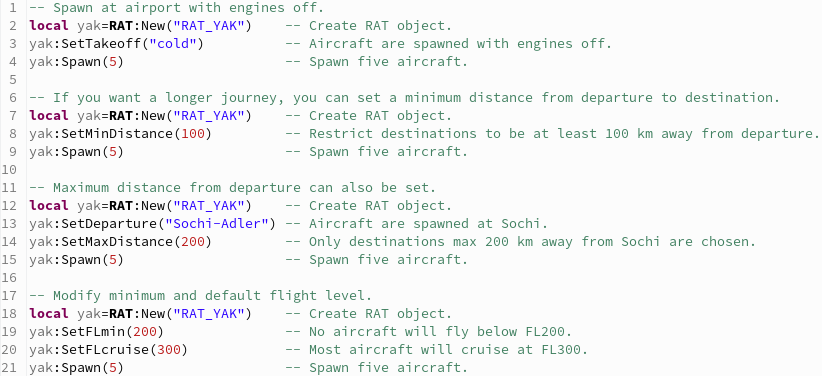 1 -- Spawn at airport with engines off.
2 local yak=RAT:New("RAT_YAK")    -- Create RAT object.
3 yak:SetTakeoff("cold")          -- Aircraft are spawned with engines off.
4 yak:Spawn(5)                    -- Spawn five aircraft.
5
6 -- If you want a longer journey, you can set a minimum distance from departure to destination.
7 local yak=RAT:New("RAT_YAK")    -- Create RAT object.
8 yak:SetMinDistance(100)         -- Restrict destinations to be at least 100 km away from departure.
9 yak:Spawn(5)                    -- Spawn five aircraft.
10
11 -- Maximum distance from departure can also be set.
12 local yak=RAT:New("RAT_YAK")    -- Create RAT object.
13 yak:SetDeparture("Sochi-Adler") -- Aircraft are spawned at Sochi.
14 yak:SetMaxDistance(200)         -- Only destinations max 200 km away from Sochi are chosen.
15 yak:Spawn(5)                    -- Spawn five aircraft.
16
17 -- Modify minimum and default flight level.
18 local yak=RAT:New("RAT_YAK")    -- Create RAT object.
19 yak:SetFLmin(200)               -- No aircraft will fly below FL200.
20 yak:SetFLcruise(300)            -- Most aircraft will cruise at FL300.
21 yak:Spawn(5)                    -- Spawn five aircraft.